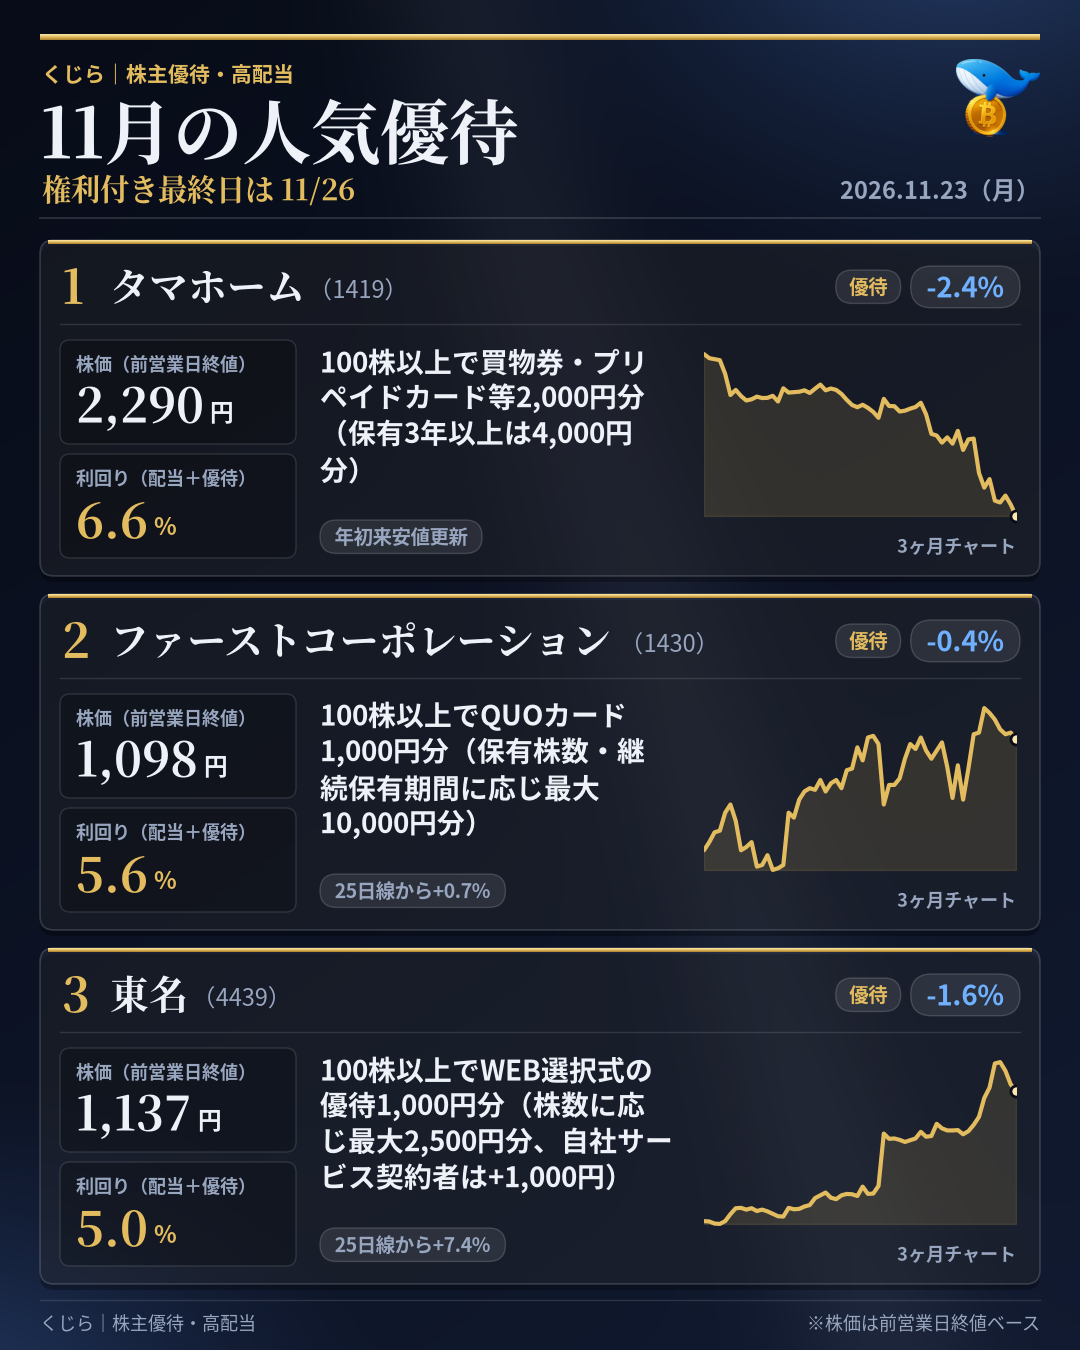 くじら｜株主優待・高配当
11月の人気優待
権利付き最終日は 11/26
2026.11.23（月）
1 タマホーム（1419）
優待 -2.4%
株価（前営業日終値）
2,290 円
利回り（配当＋優待）
6.6 %
100株以上で買物券・プリ
ペイドカード等2,000円分
（保有3年以上は4,000円
分）
年初来安値更新
3ヶ月チャート
2 ファーストコーポレーション（1430）
優待 -0.4%
株価（前営業日終値）
1,098 円
利回り（配当＋優待）
5.6 %
100株以上でQUOカード
1,000円分（保有株数・継
続保有期間に応じ最大
10,000円分）
25日線から+0.7%
3ヶ月チャート
3 東名（4439）
優待 -1.6%
株価（前営業日終値）
1,137 円
利回り（配当＋優待）
5.0 %
100株以上でWEB選択式の
優待1,000円分（株数に応
じ最大2,500円分、自社サー
ビス契約者は+1,000円）
25日線から+7.4%
3ヶ月チャート
くじら｜株主優待・高配当
※株価は前営業日終値ベース